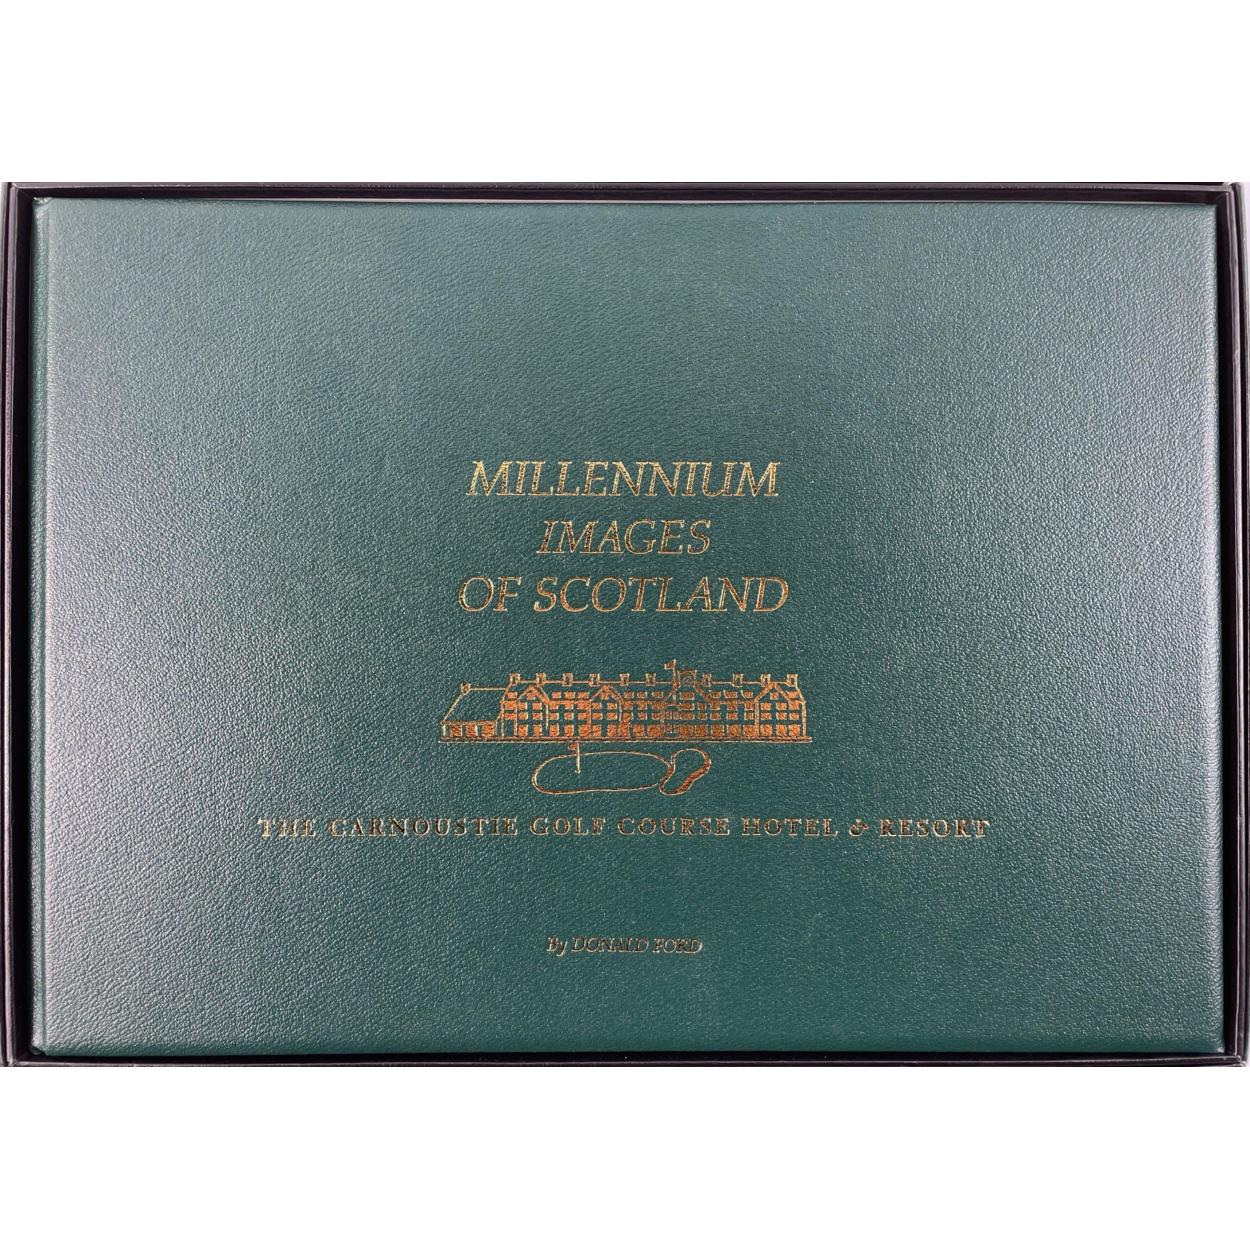 MILLENNIUM
IMAGES
OF SCOTLAND
THE CARNOUSTIE GOLF COURSE HOTEL & RESORT
By DONALD FORD